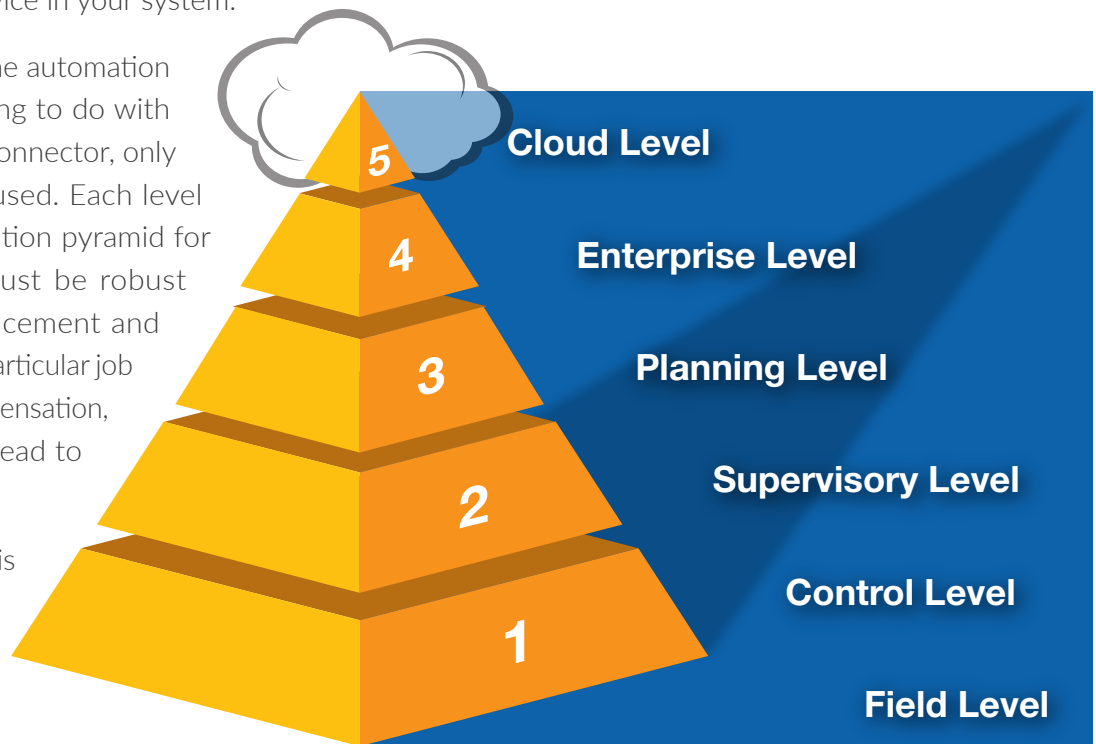 vice in your system.
ne automation
ng to do with
onnector, only
used. Each level
tion pyramid for
ust be robust
cement and
articular job
ensation,
ead to
is
5
Cloud Level
4
Enterprise Level
3
Planning Level
2
Supervisory Level
Control Level
1
Field Level